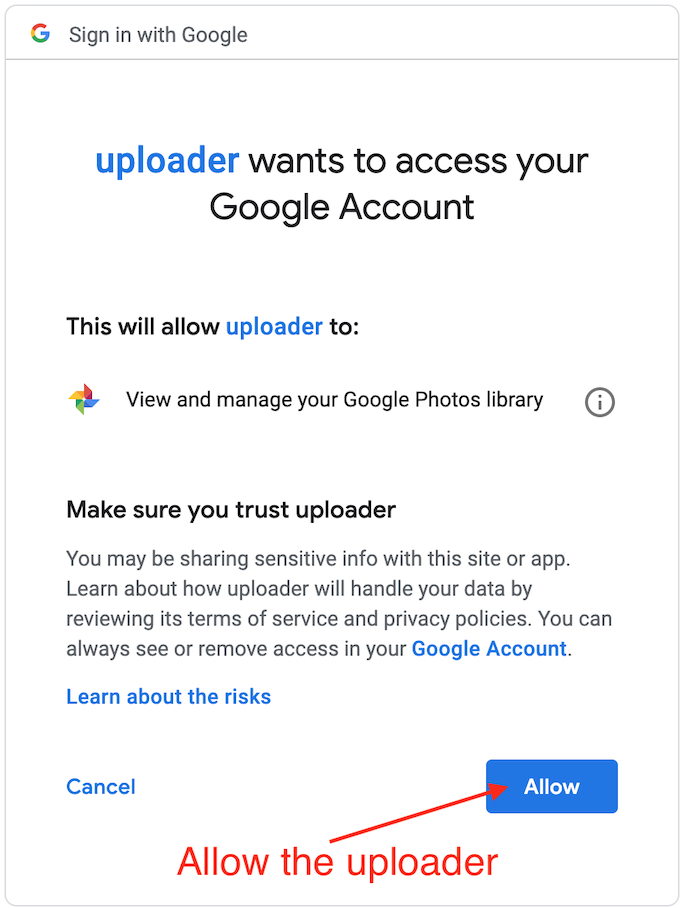 Sign in with Google
uploader wants to access your
Google Account
This will allow uploader to:
View and manage your Google Photos library
Make sure you trust uploader
You may be sharing sensitive info with this site or app.
Learn about how uploader will handle your data by
reviewing its terms of service and privacy policies. You can
always see or remove access in your Google Account.
Learn about the risks
Cancel
Allow
Allow the uploader